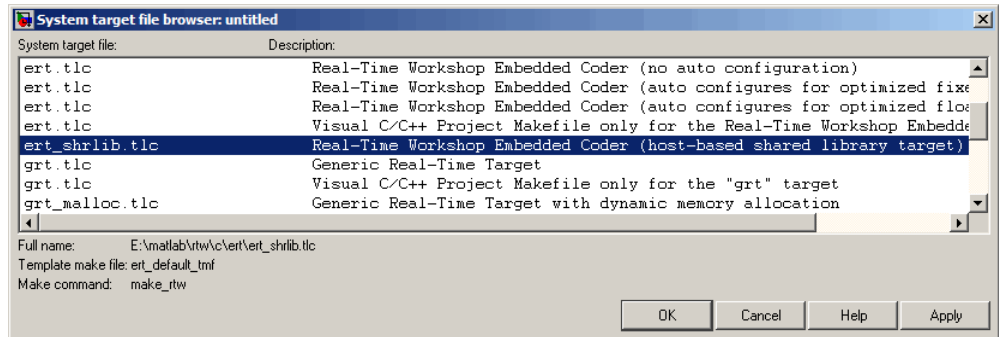 System target file browser: untitled
System target file: Description:
ert.tlc Real-Time Workshop Embedded Coder (no auto configuration)
ert.tlc Real-Time Workshop Embedded Coder (auto configures for optimized fixe
ert.tlc Real-Time Workshop Embedded Coder (auto configures for optimized floa
ert.tlc Visual C/C++ Project Makefile only for the Real-Time Workshop Embedde
ert_shrlib.tlc Real-Time Workshop Embedded Coder (host-based shared library target)
grt.tlc Generic Real-Time Target
grt.tlc Visual C/C++ Project Makefile only for the "grt" target
grt_malloc.tlc Generic Real-Time Target with dynamic memory allocation
Full name: E:\matlab\rtw\c\ert\ert_shrlib.tlc
Template make file: ert_default_tmf
Make command: make_rtw
OK Cancel Help Apply